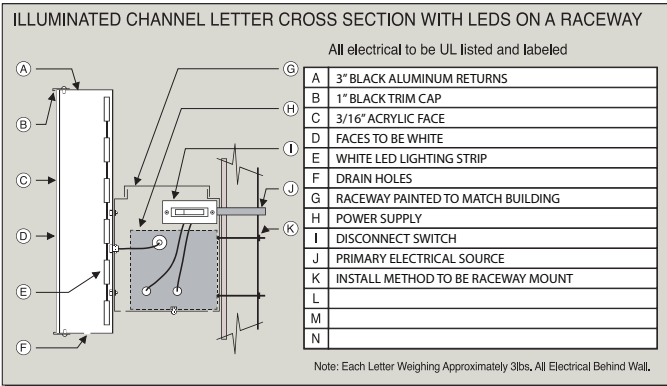 ILLUMINATED CHANNEL LETTER CROSS SECTION WITH LEDS ON A RACEWAY
All electrical to be UL listed and labeled
A
B
C
D
E
F
G
H
I
J
K
A 3" BLACK ALUMINUM RETURNS
B 1" BLACK TRIM CAP
C 3/16" ACRYLIC FACE
D FACES TO BE WHITE
E WHITE LED LIGHTING STRIP
F DRAIN HOLES
G RACEWAY PAINTED TO MATCH BUILDING
H POWER SUPPLY
I DISCONNECT SWITCH
J PRIMARY ELECTRICAL SOURCE
K INSTALL METHOD TO BE RACEWAY MOUNT
L
M
N
Note: Each Letter Weighing Approximately 3lbs. All Electrical Behind Wall.